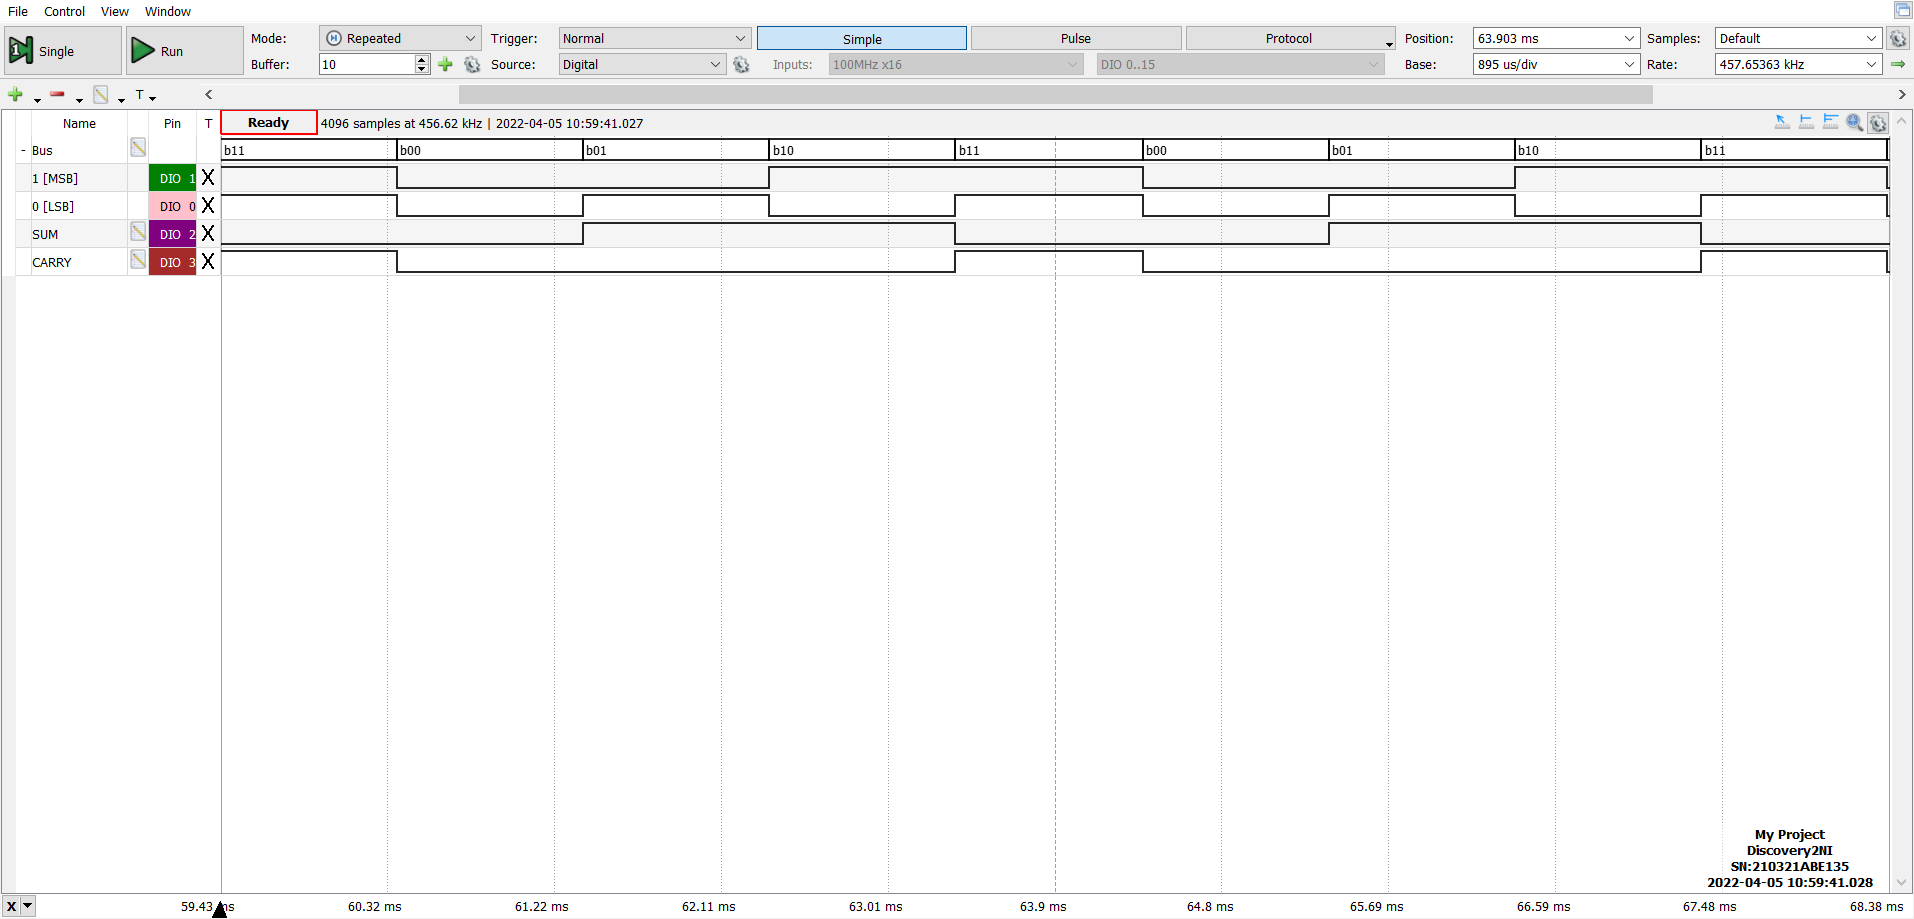 File Control View Window
Single Run Mode: Repeated Trigger: Normal Simple Pulse Protocol Position: 63.903 ms Samples: Default
Buffer: 10 Source: Digital Inputs: 100MHz x16 DIO 0..15 Base: 895 us/div Rate: 457.65363 kHz
T
Name Pin T Ready 4096 samples at 456.62 kHz | 2022-04-05 10:59:41.027
- Bus b11 b00 b01 b10 b11 b00 b01 b10 b11
1 [MSB] DIO 1 X
0 [LSB] DIO 0 X
SUM DIO 2 X
CARRY DIO 3 X
My Project
Discovery2NI
SN:210321ABE135
2022-04-05 10:59:41.028
X 59.43 ms 60.32 ms 61.22 ms 62.11 ms 63.01 ms 63.9 ms 64.8 ms 65.69 ms 66.59 ms 67.48 ms 68.38 ms